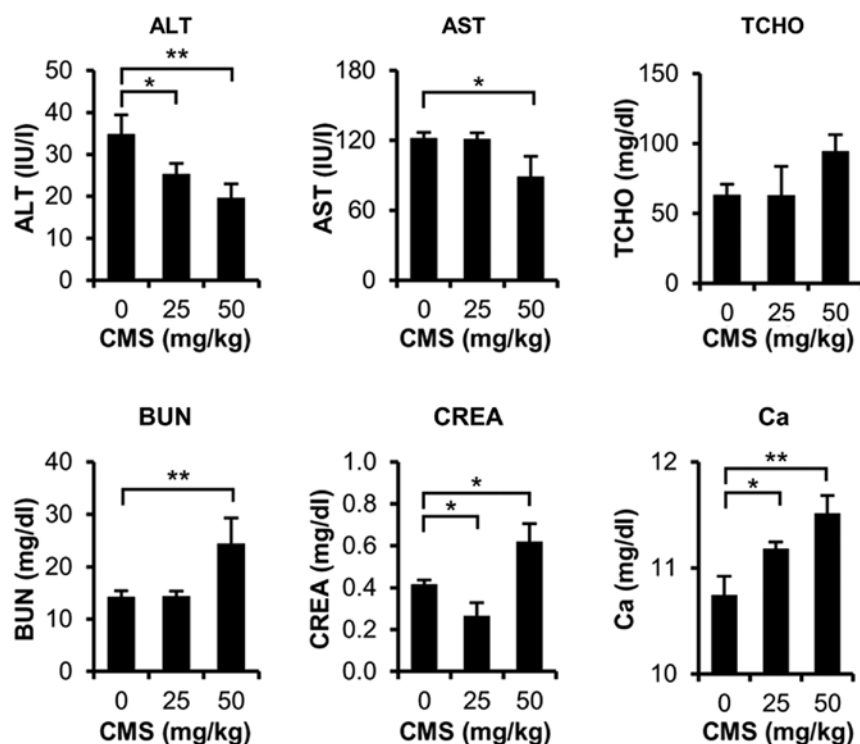 ALT
**
*
ALT (IU/l)
50
40
30
20
10
0
0 25 50
CMS (mg/kg)
AST
*
AST (IU/l)
180
120
60
0
0 25 50
CMS (mg/kg)
TCHO
TCHO (mg/dl)
150
100
50
0
0 25 50
CMS (mg/kg)
BUN
**
BUN (mg/dl)
40
30
20
10
0
0 25 50
CMS (mg/kg)
CREA
*
*
CREA (mg/dl)
1.0
0.8
0.6
0.4
0.2
0.0
0 25 50
CMS (mg/kg)
Ca
**
*
Ca (mg/dl)
12
11
10
0 25 50
CMS (mg/kg)